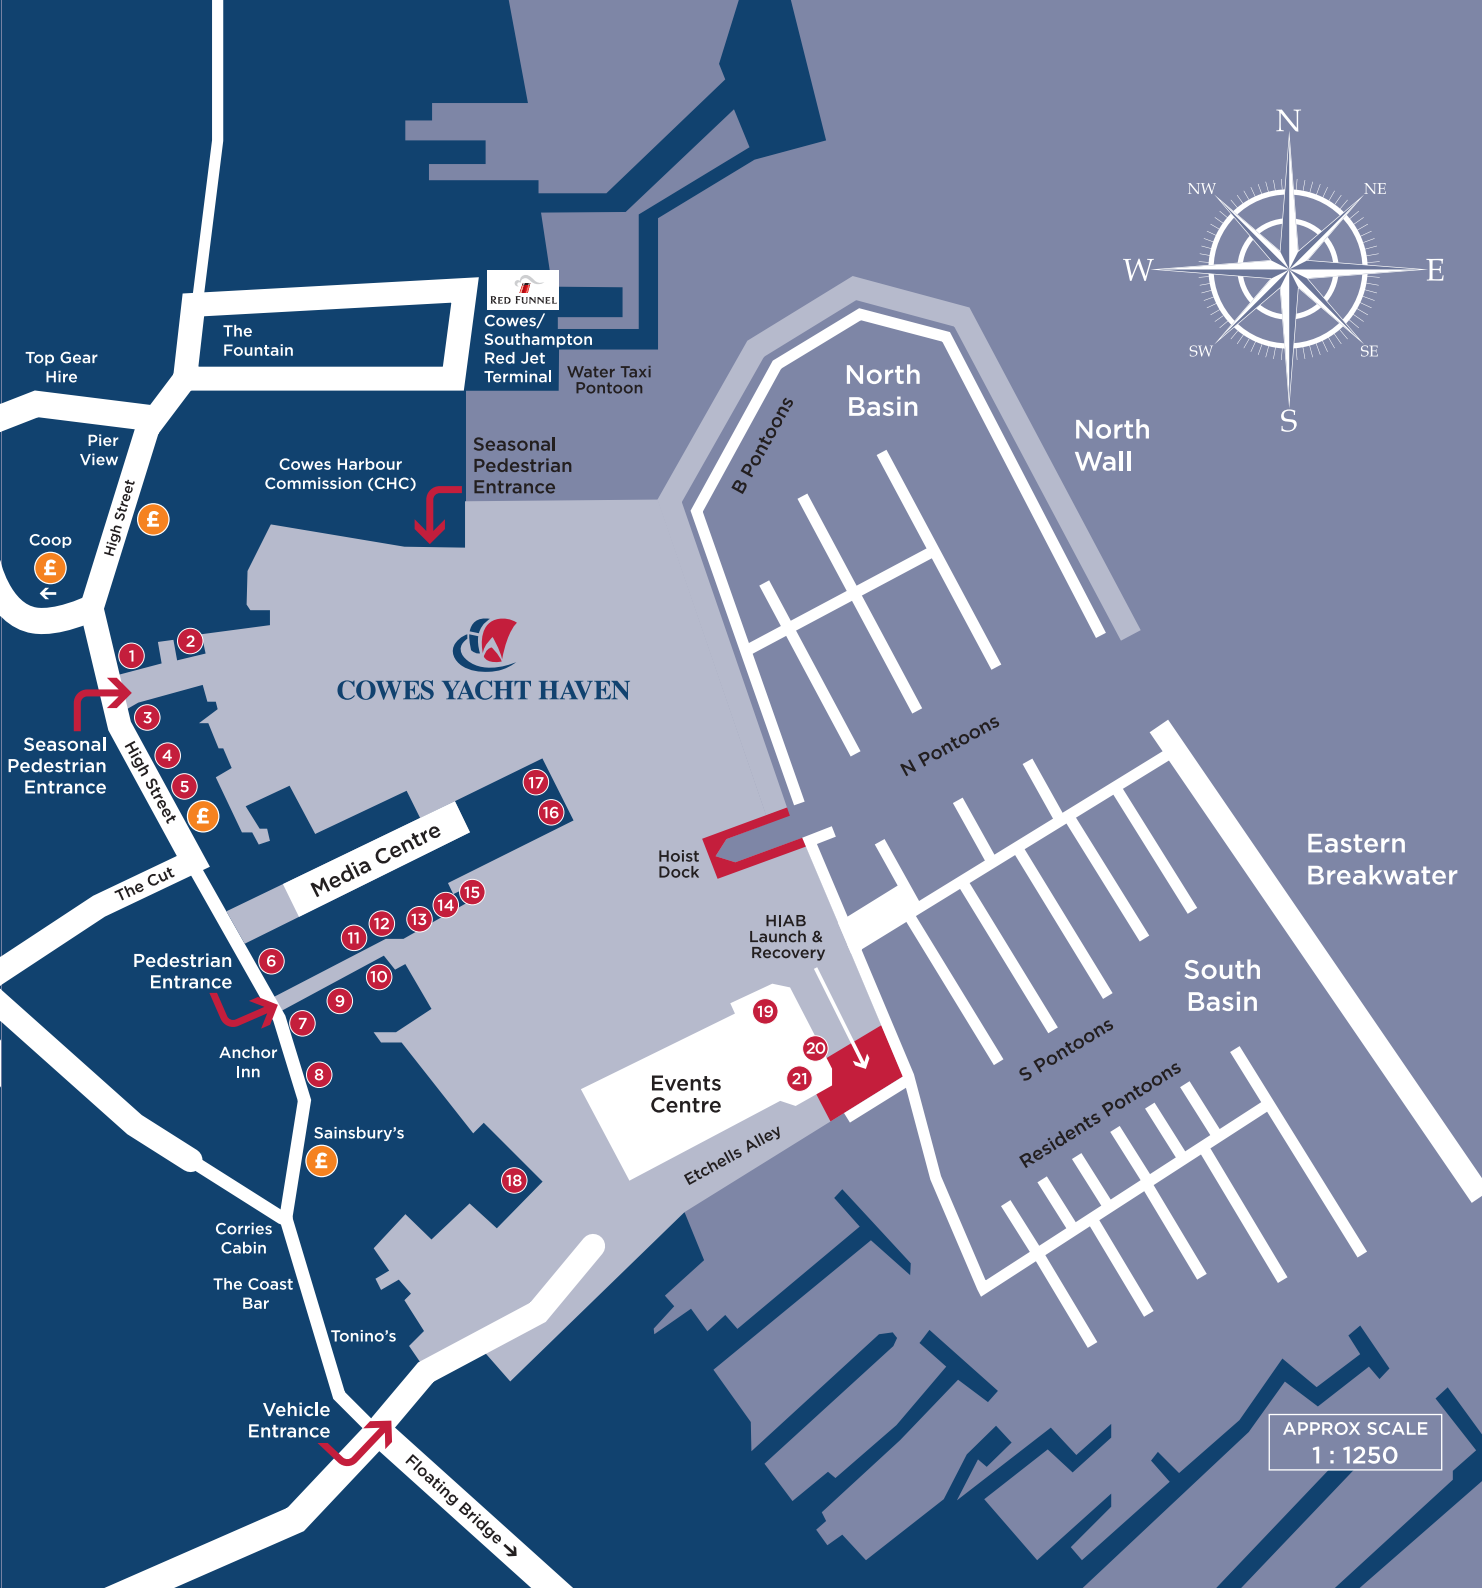 N
NW
NE
W
E
SW
SE
S
RED FUNNEL
Cowes/
Southampton
Red Jet
Terminal
The
Fountain
Top Gear
Hire
Water Taxi
Pontoon
North
Basin
B Pontoons
North
Wall
Pier
View
Cowes Harbour
Commission (CHC)
Seasonal
Pedestrian
Entrance
High Street
£
Coop
£
←
1
2
COWES YACHT HAVEN
3
Seasonal
Pedestrian
Entrance
4
5
£
High Street
N Pontoons
17
16
Media Centre
Hoist
Dock
Eastern
Breakwater
The Cut
15
14
13
12
11
HIAB
Launch &
Recovery
Pedestrian
Entrance
6
10
9
7
South
Basin
19
20
21
Events
Centre
S Pontoons
Anchor
Inn
8
Residents Pontoons
Etchells Alley
Sainsbury's
£
18
Corries
Cabin
The Coast
Bar
Tonino's
Vehicle
Entrance
Floating Bridge →
APPROX SCALE
1 : 1250